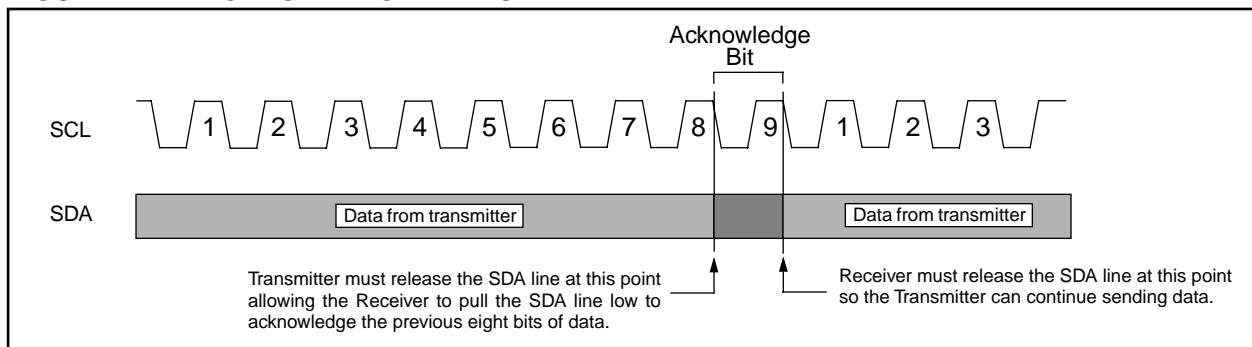 Acknowledge
Bit
SCL
1 2 3 4 5 6 7 8 9 1 2 3
SDA
Data from transmitter
Data from transmitter
Transmitter must release the SDA line at this point
allowing the Receiver to pull the SDA line low to
acknowledge the previous eight bits of data.
Receiver must release the SDA line at this point
so the Transmitter can continue sending data.